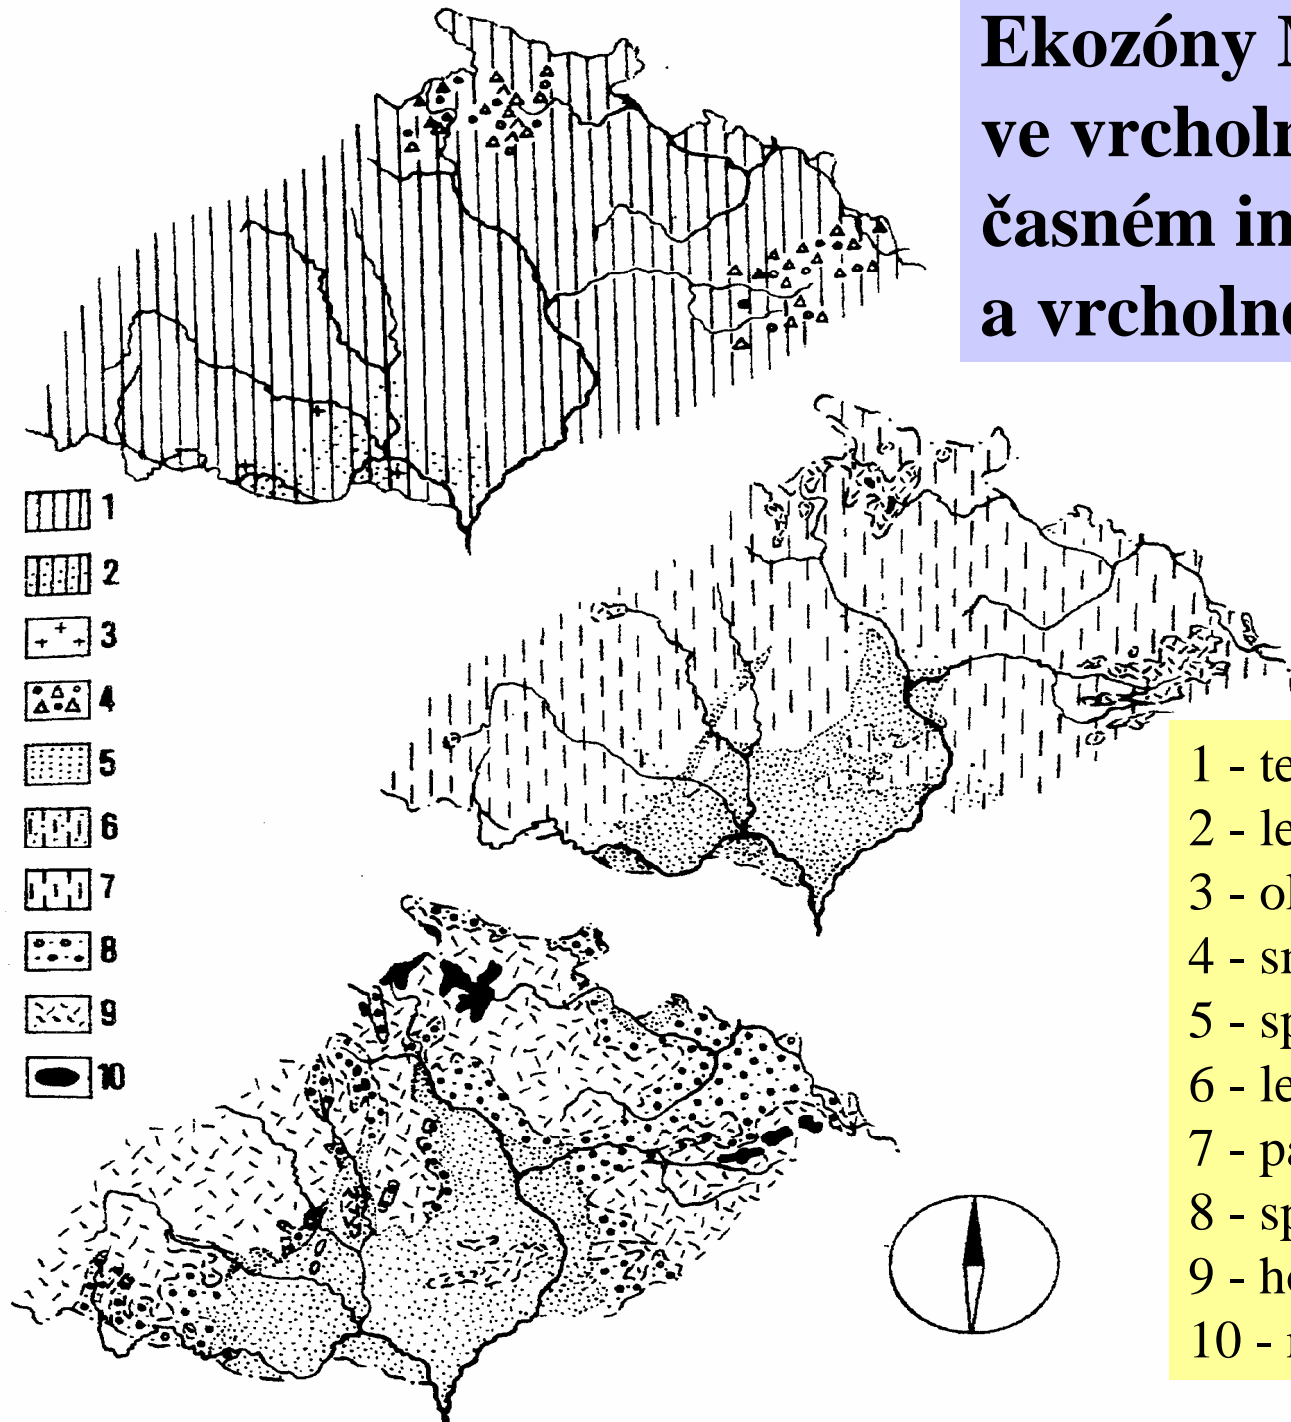 Ekozóny
ve vrcholn
časném in
a vrcholn
1
2
3
4
5
6
7
8
9
10
1 - te
2 - le
3 - ol
4 - sn
5 - sp
6 - le
7 - pa
8 - sp
9 - ho
10 -